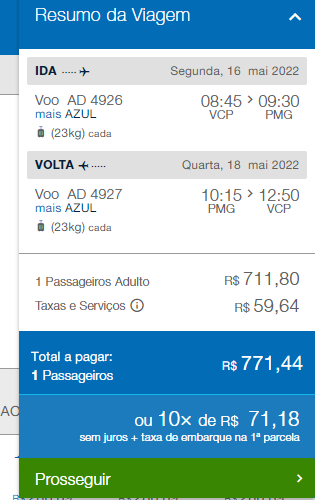 Resumo da Viagem
IDA Segunda, 16 mai 2022
Voo AD 4926 08:45 > 09:30
mais AZUL VCP PMG
(23kg) cada
VOLTA Quarta, 18 mai 2022
Voo AD 4927 10:15 > 12:50
mais AZUL PMG VCP
(23kg) cada
1 Passageiros Adulto R$ 711,80
Taxas e Serviços R$ 59,64
Total a pagar:
1 Passageiros R$ 771,44
AC
ou 10x de R$ 71,18
sem juros + taxa de embarque na 1ª parcela
Prosseguir >